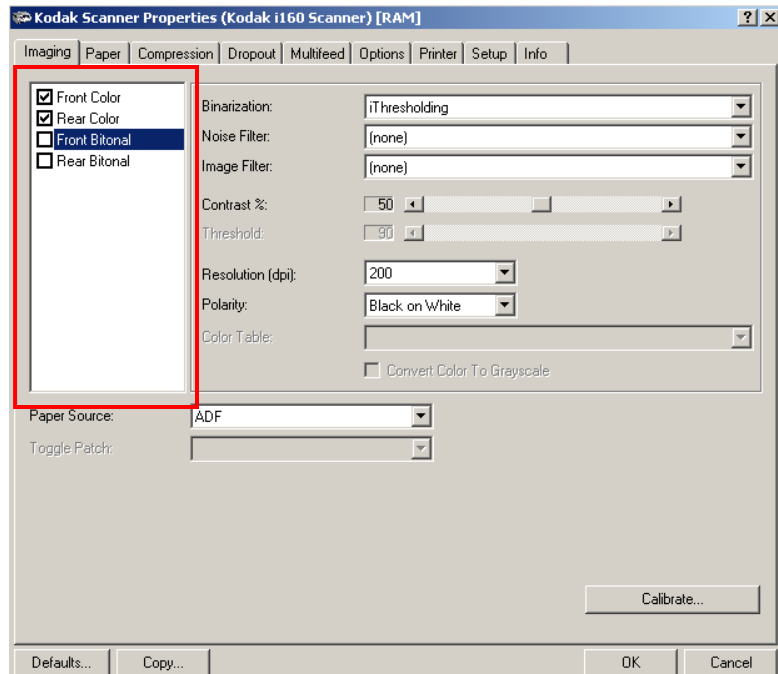 Kodak Scanner Properties (Kodak i160 Scanner) [RAM]
Imaging Paper Compression Dropout Multifeed Options Printer Setup Info
Front Color
Rear Color
Front Bitonal
Rear Bitonal
Binarization: iThresholding
Noise Filter: (none)
Image Filter: (none)
Contrast %: 50
Threshold: 90
Resolution (dpi): 200
Polarity: Black on White
Color Table:
Convert Color To Grayscale
Paper Source: ADF
Toggle Patch:
Calibrate...
Defaults... Copy... OK Cancel